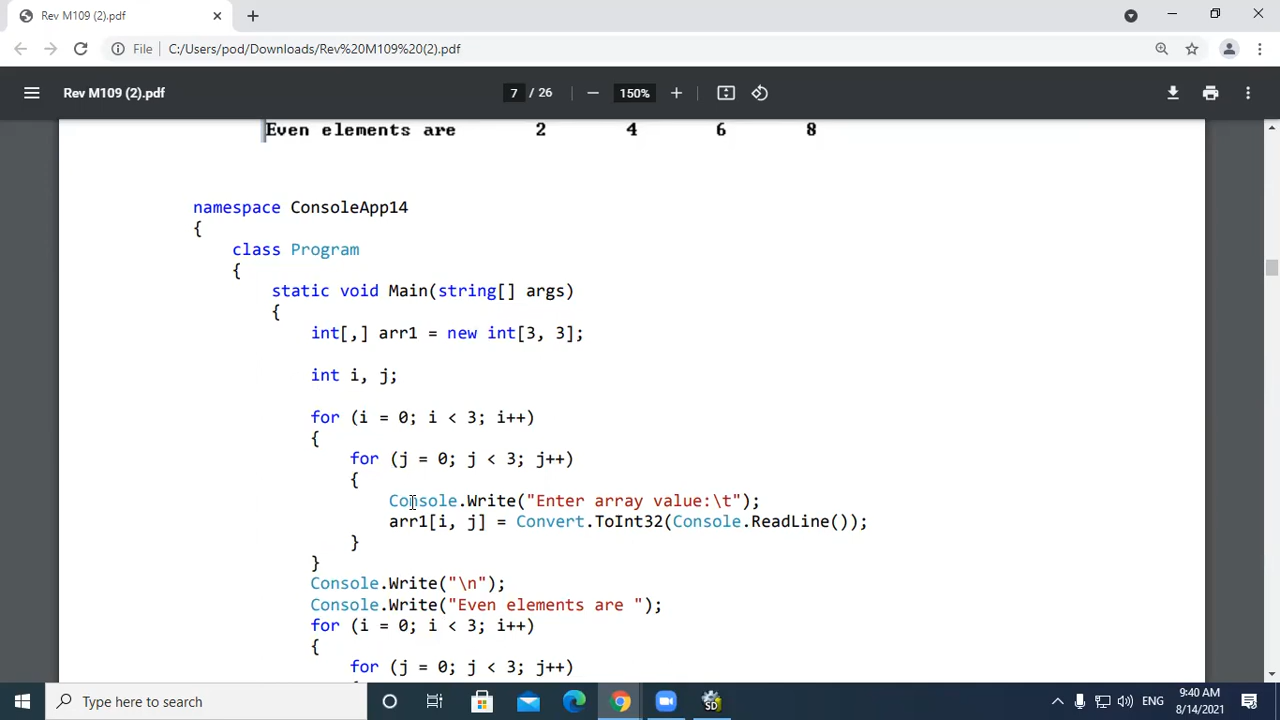 Rev M109 (2).pdf
File
C:/Users/pod/Downloads/Rev%20M109%20(2).pdf
Rev M109 (2).pdf
7 / 26
150%
Even elements are 2 4 6 8
namespace ConsoleApp14
{
class Program
{
static void Main(string[] args)
{
int[,] arr1 = new int[3, 3];
int i, j;
for (i = 0; i < 3; i++)
{
for (j = 0; j < 3; j++)
{
Console.Write("Enter array value:\t");
arr1[i, j] = Convert.ToInt32(Console.ReadLine());
}
}
Console.Write("\n");
Console.Write("Even elements are ");
for (i = 0; i < 3; i++)
{
for (j = 0; j < 3; j++)
Type here to search
SD
ENG
9:40 AM
8/14/2021